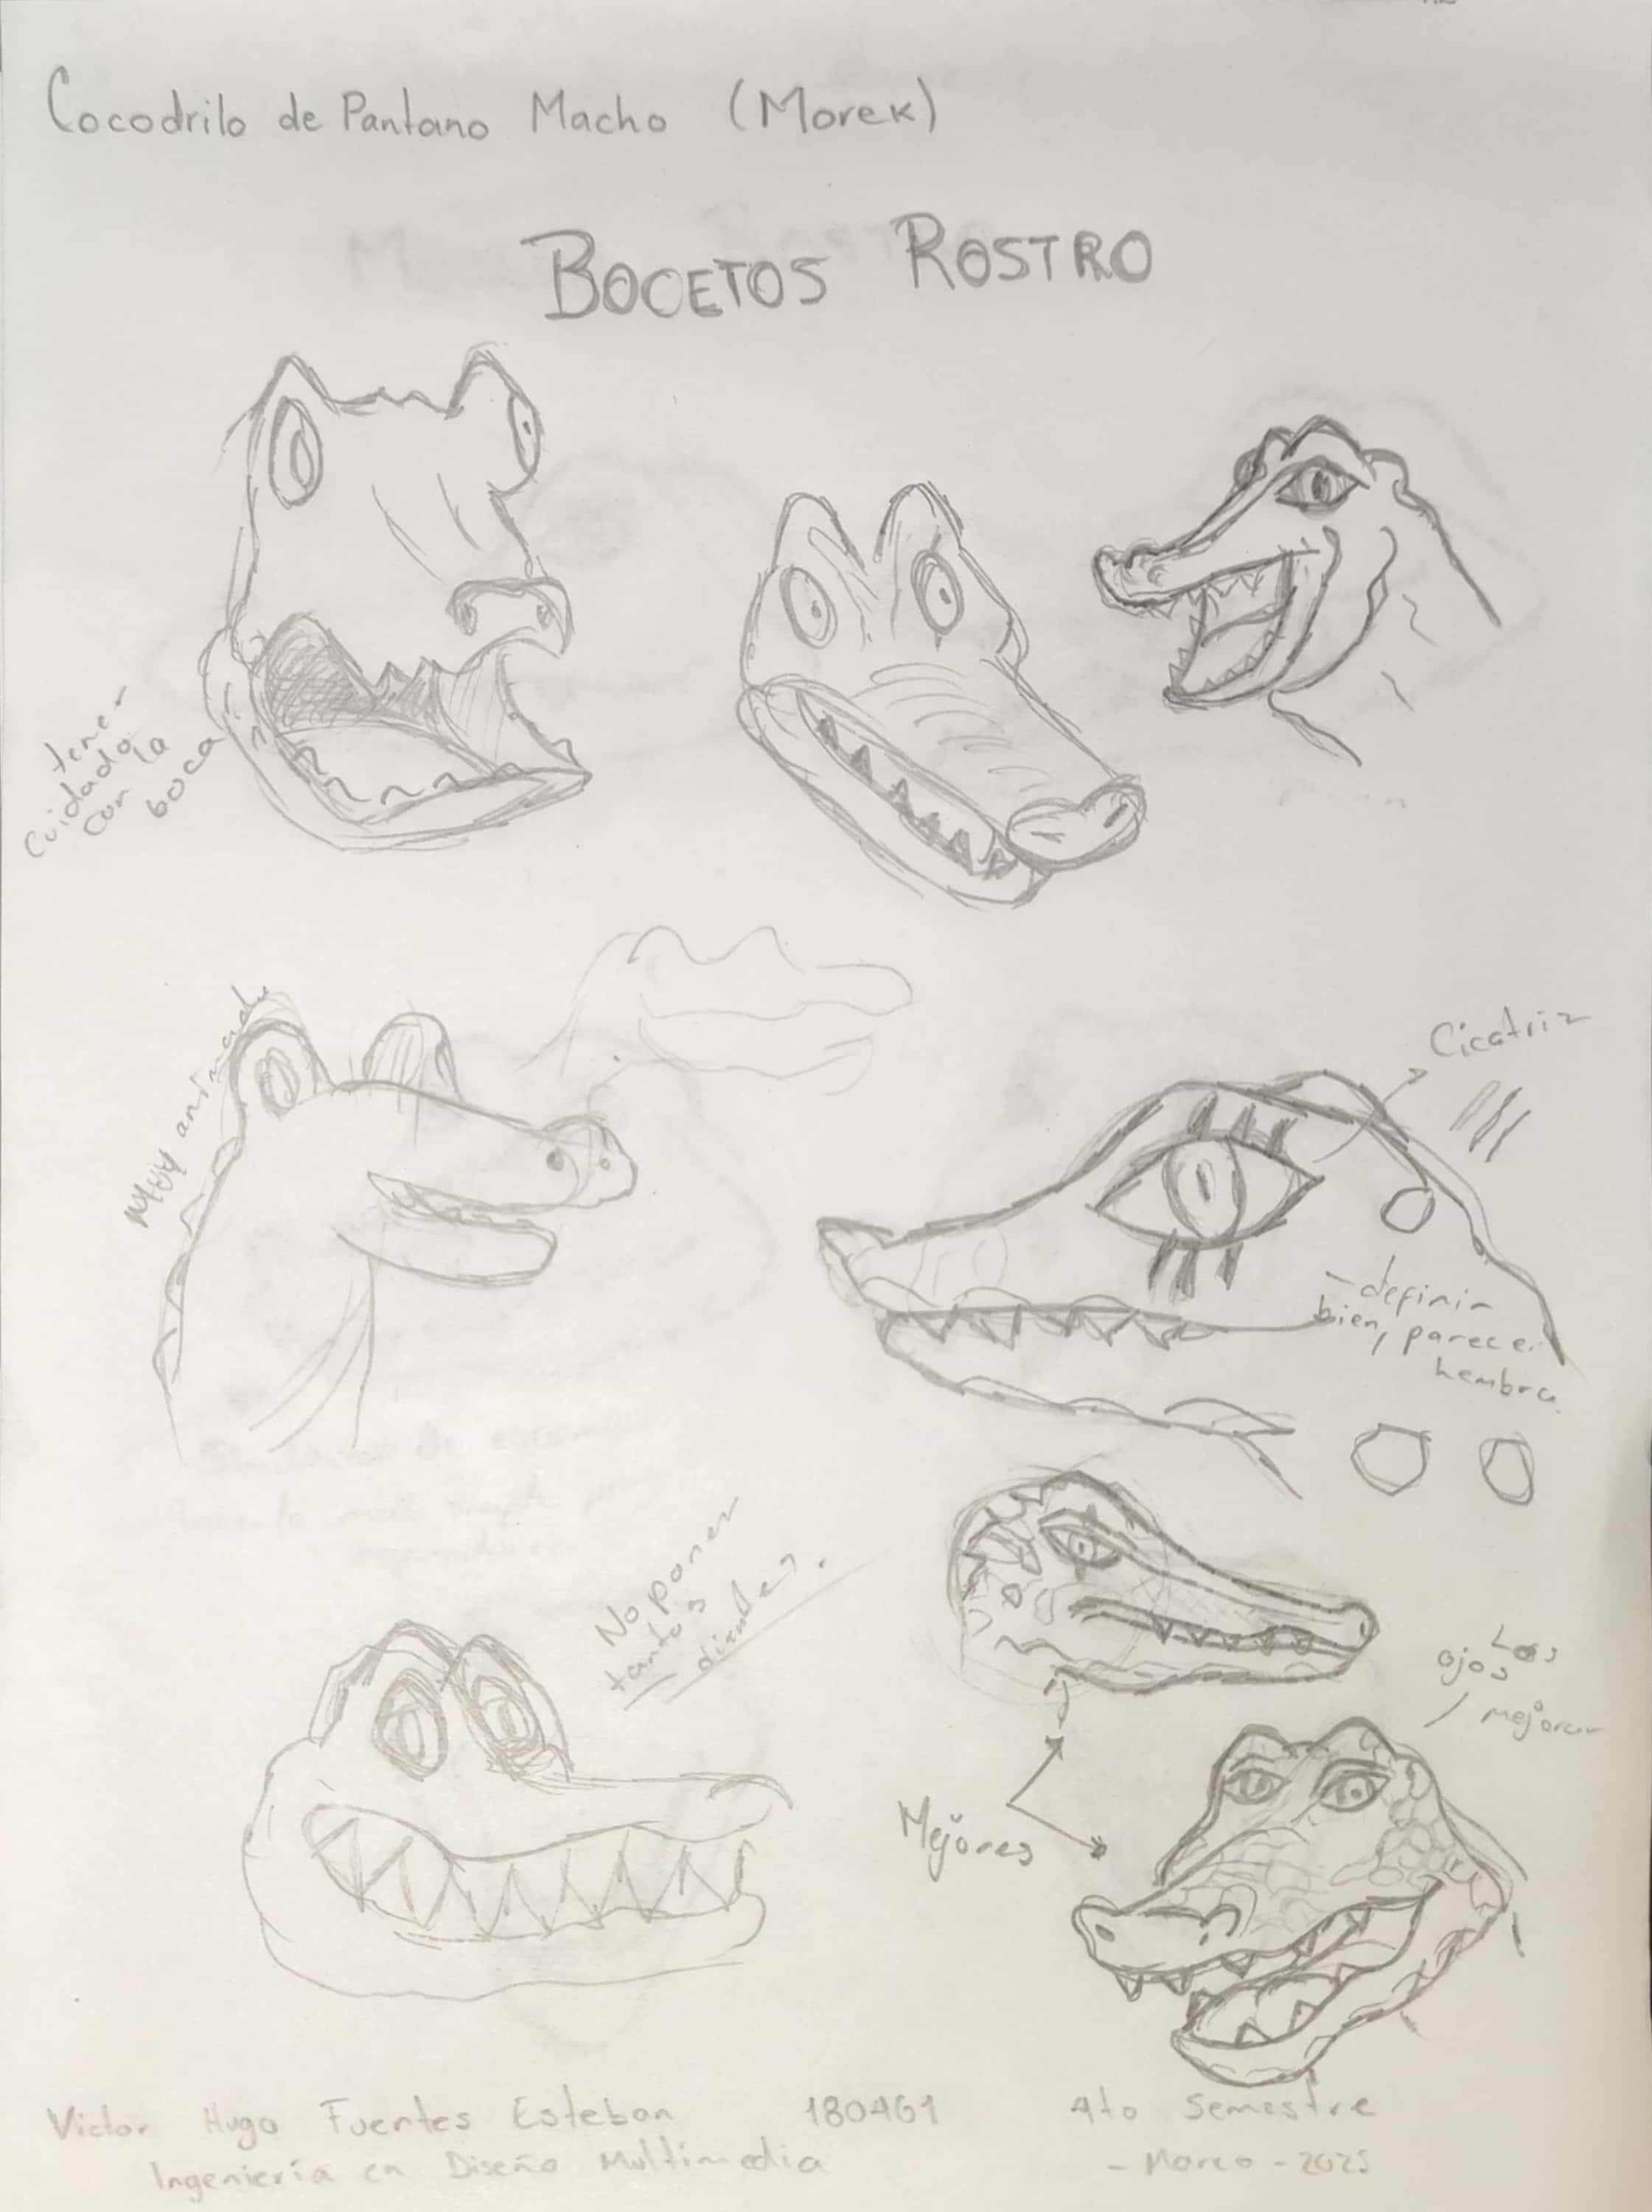 Cocodrilo de Pantano Macho (Morek)
BOCETOS ROSTRO
tener
cuidado
con la
boca
Muy animado
Cicatriz
- definir
bien, parece
hembra
No poner
tantos
dientes.
Los
ojos
mejorar
Mejores
Victor Hugo Fuentes Esteban 180461 4to Semestre
Ingeniería en Diseño Multimedia - Marzo - 2025